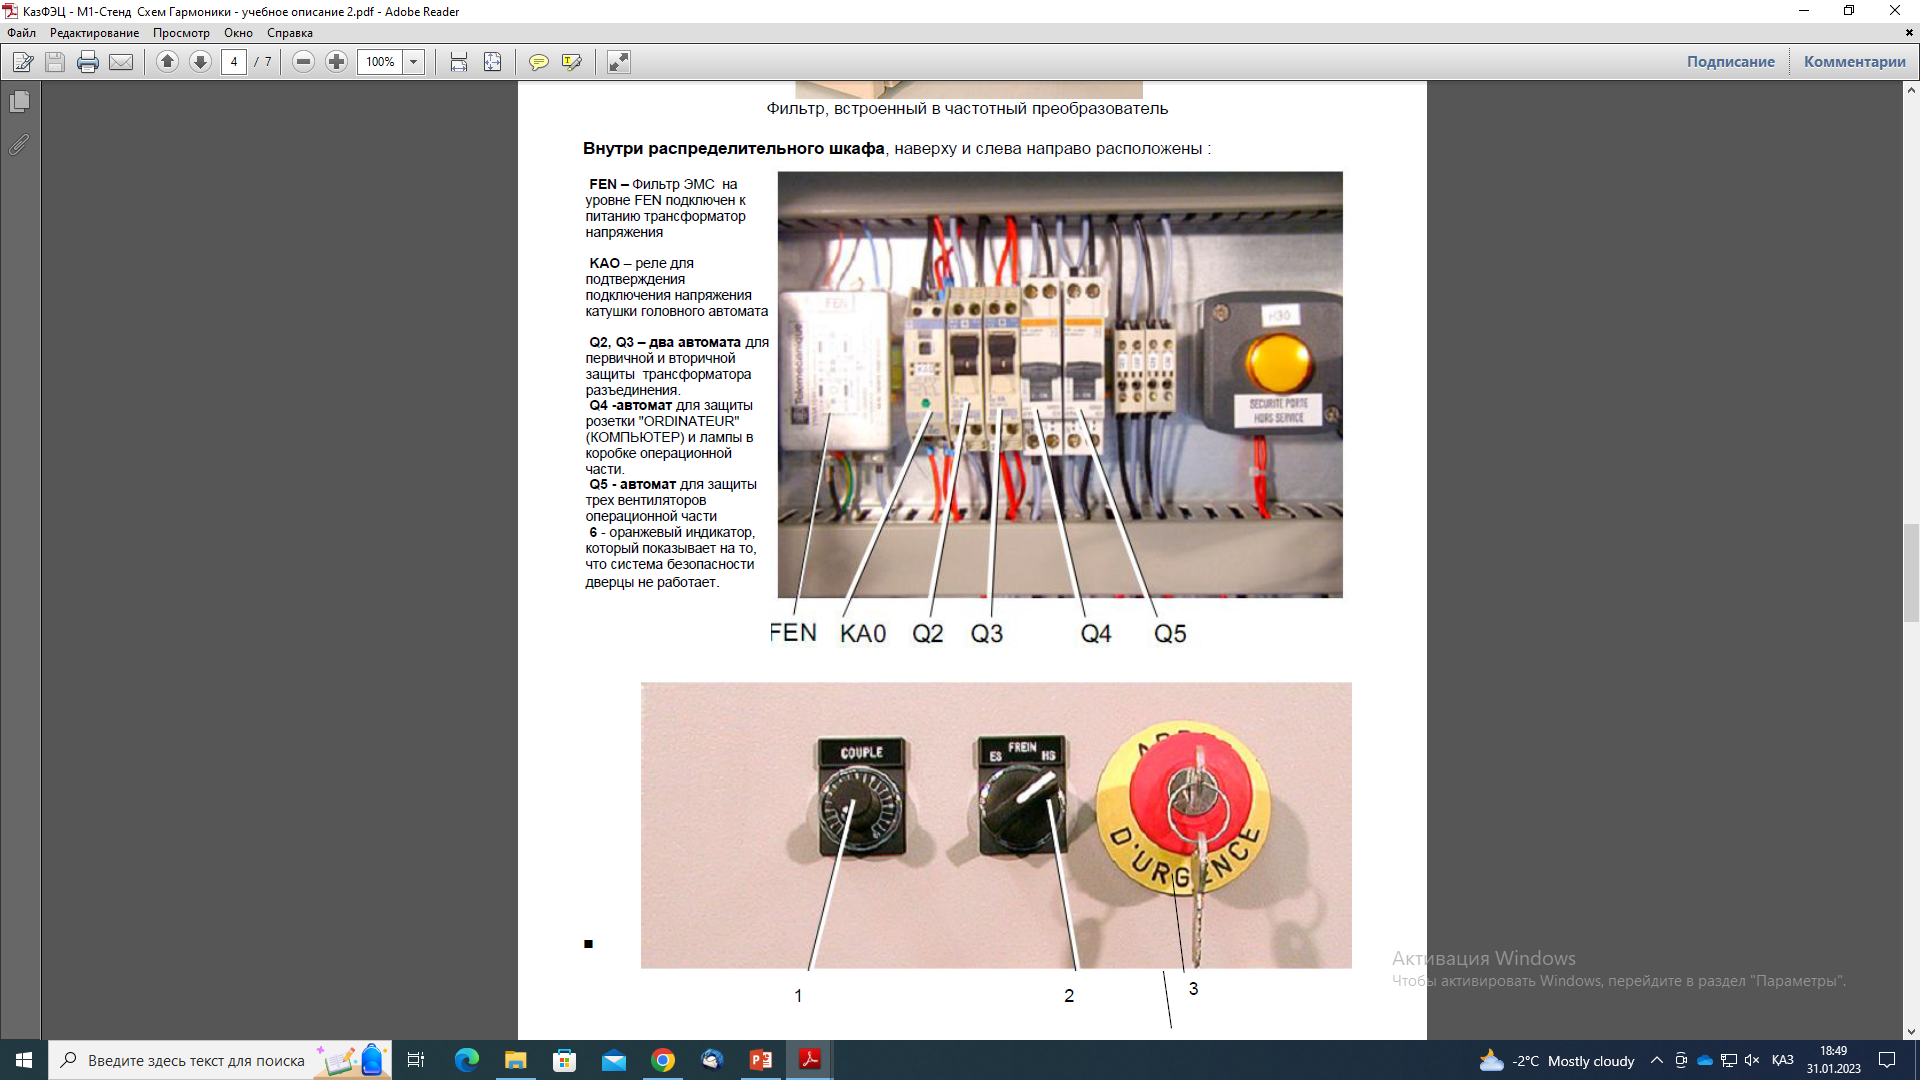 КазФЭЦ - М1-Стенд Схем Гармоники - учебное описание 2.pdf - Adobe Reader
Файл Редактирование Просмотр Окно Справка
4 / 7 100% Подписание Комментарии
Фильтр, встроенный в частотный преобразователь
Внутри распределительного шкафа, наверху и слева направо расположены :
FEN – Фильтр ЭМС на
уровне FEN подключен к
питанию трансформатор
напряжения
KAO – реле для
подтверждения
подключения напряжения
катушки головного автомата
Q2, Q3 – два автомата для
первичной и вторичной
защиты трансформатора
разъединения.
Q4 -автомат для защиты
розетки "ORDINATEUR"
(КОМПЬЮТЕР) и лампы в
коробке операционной
части.
Q5 - автомат для защиты
трех вентиляторов
операционной части
6 - оранжевый индикатор,
который показывает на то,
что система безопасности
дверцы не работает.
FEN
Telemecanique
KA0
H30
SECURITE PORTE
HORS SERVICE
FEN KA0 Q2 Q3 Q4 Q5
COUPLE
FREIN
ES HS
D'URGENCE
1 2 3
Активация Windows
Чтобы активировать Windows, перейдите в раздел "Параметры".
Введите здесь текст для поиска
-2°C Mostly cloudy
ҚАЗ
18:49
31.01.2023